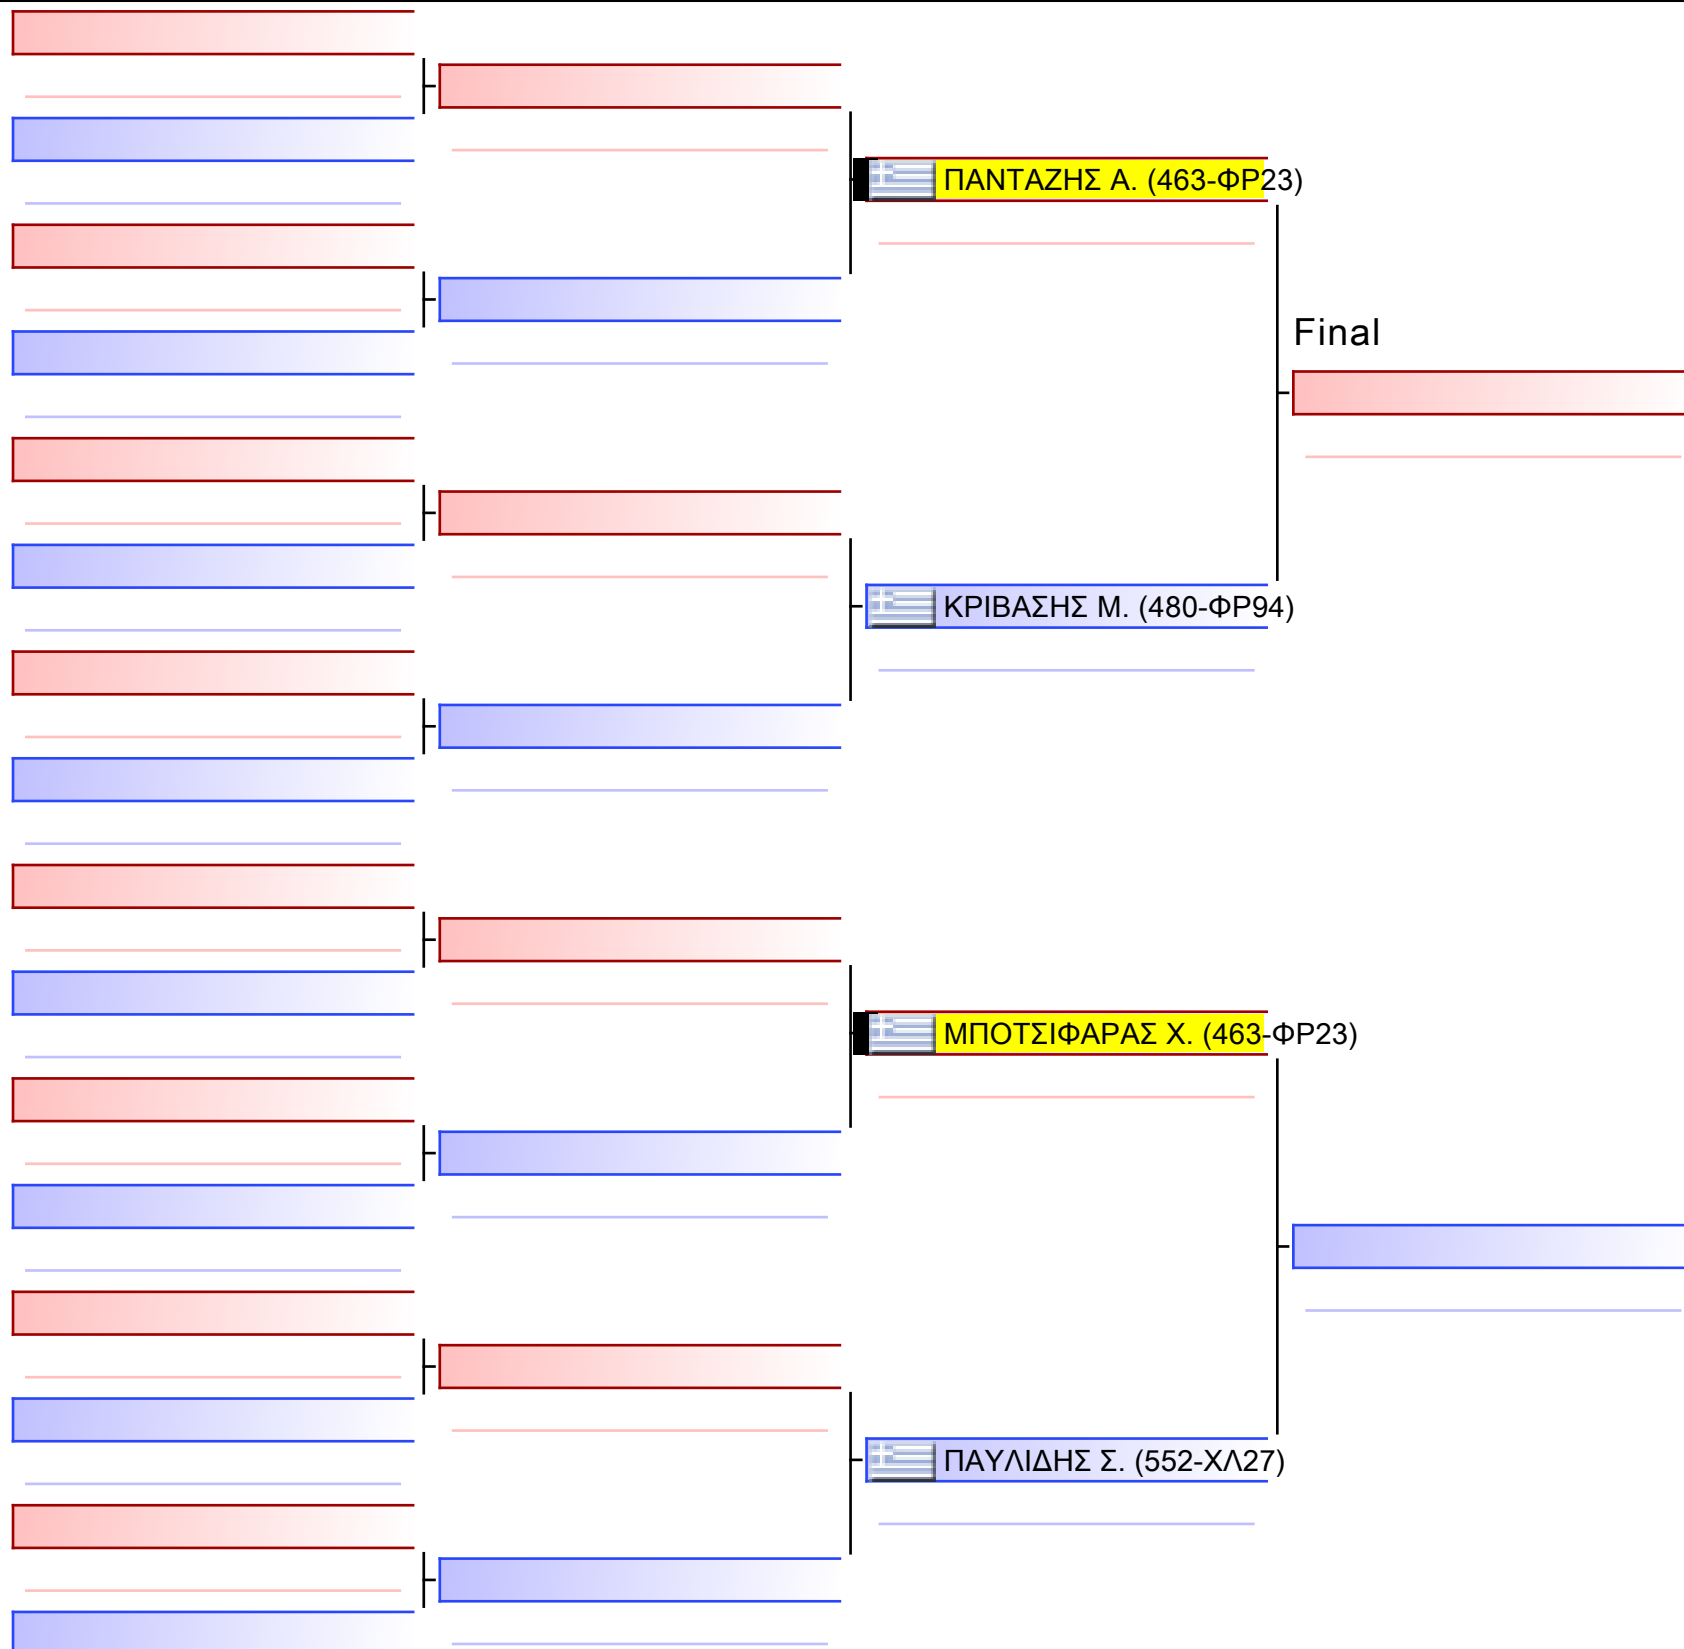 ΠΑΝΤΑΖΗΣ Α. (463-ΦΡ23)
Final
ΚΡΙΒΑΣΗΣ Μ. (480-ΦΡ94)
ΜΠΟΤΣΙΦΑΡΑΣ Χ. (463-ΦΡ23)
ΠΑΥΛΙΔΗΣ Σ. (552-ΧΛ27)